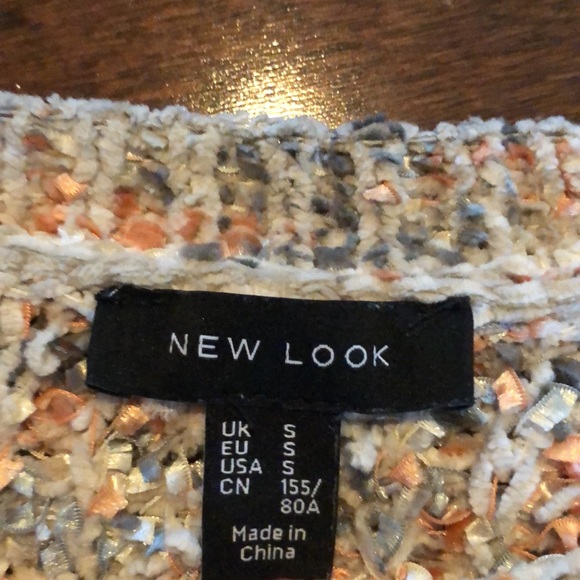 NEW LOOK
UK S
EU S
USA S
CN 155/
80A
Made in
China